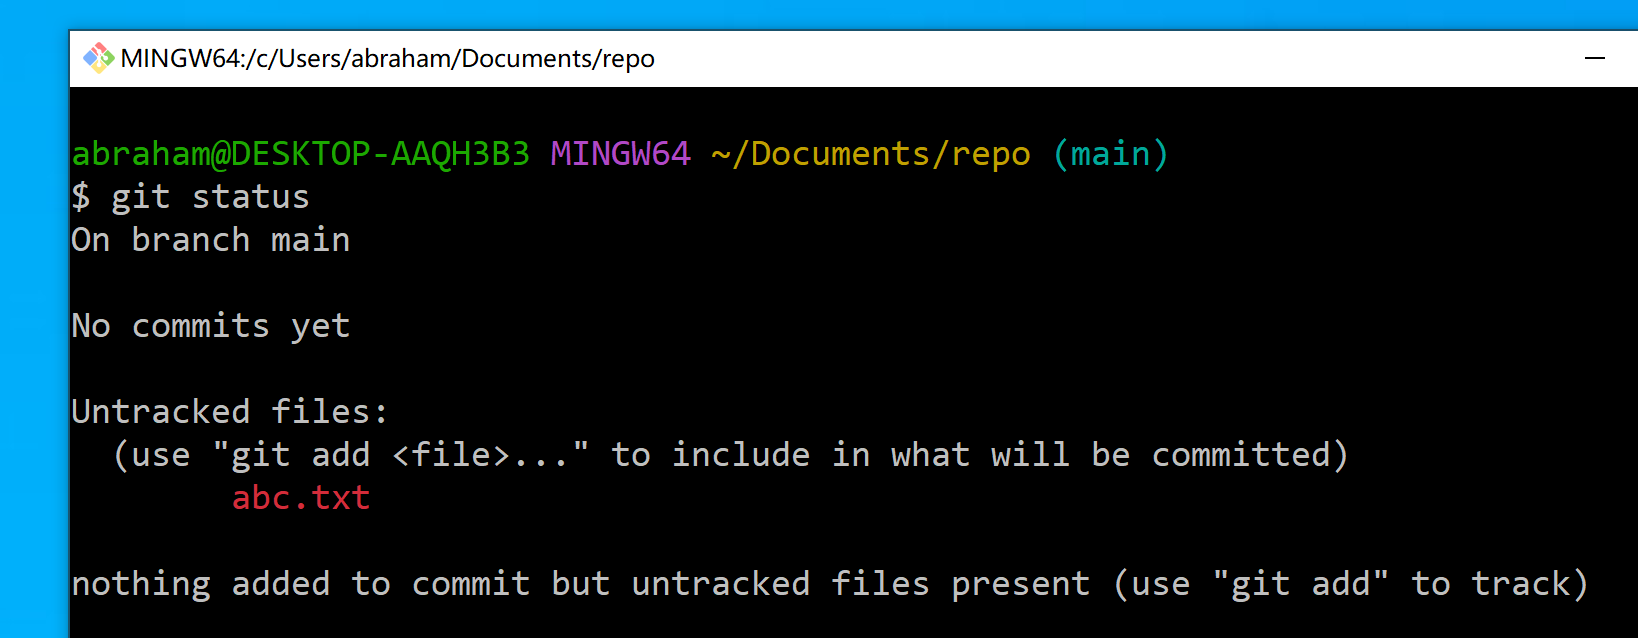 MINGW64:/c/Users/abraham/Documents/repo
abraham@DESKTOP-AAQH3B3 MINGW64 ~/Documents/repo (main)
$ git status
On branch main
No commits yet
Untracked files:
(use "git add <file>..." to include in what will be committed)
abc.txt
nothing added to commit but untracked files present (use "git add" to track)